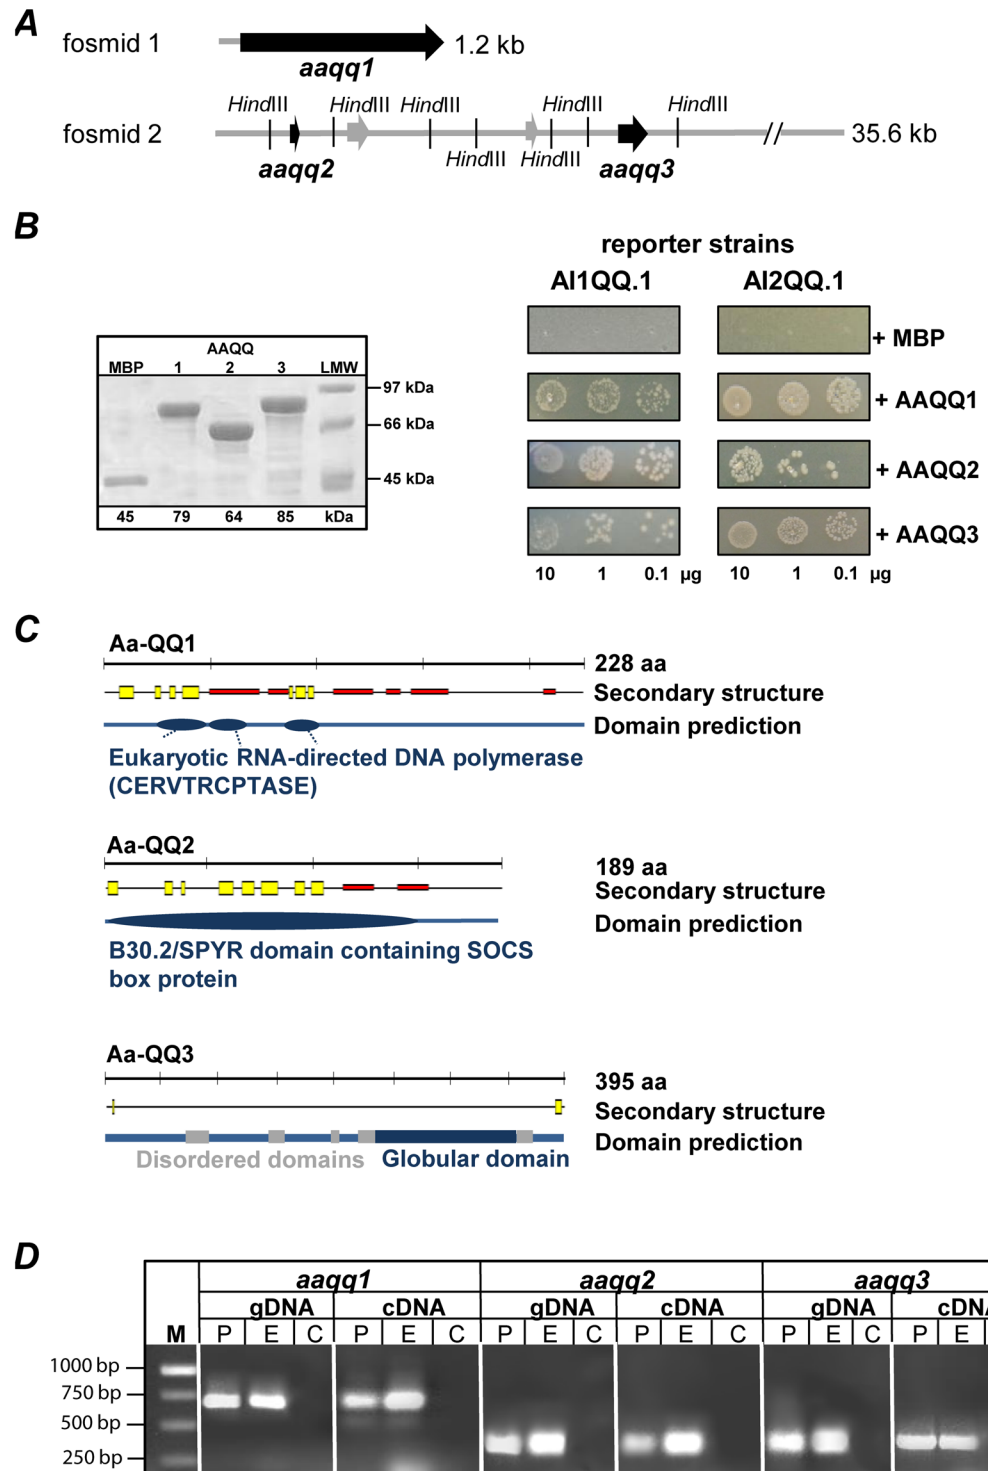 A
fosmid 1
1.2 kb
aaqq1
HindIII HindIII HindIII HindIII HindIII
fosmid 2
35.6 kb
HindIII HindIII
aaqq2 aaqq3
B
reporter strains
AI1QQ.1 AI2QQ.1
+ MBP
AAQQ
MBP 1 2 3 LMW
97 kDa
+ AAQQ1
66 kDa
+ AAQQ2
45 kDa
45 79 64 85 kDa
+ AAQQ3
10 1 0.1 µg 10 1 0.1 µg
C
Aa-QQ1
228 aa
Secondary structure
Domain prediction
Eukaryotic RNA-directed DNA polymerase
(CERVTRCPTASE)
Aa-QQ2
189 aa
Secondary structure
Domain prediction
B30.2/SPYR domain containing SOCS
box protein
Aa-QQ3
395 aa
Secondary structure
Domain prediction
Disordered domains Globular domain
D
aaqq1 aaqq2 aaqq3
gDNA cDNA gDNA cDNA gDNA cDNA
M P E C P E C P E C P E C P E C P E
1000 bp
750 bp
500 bp
250 bp